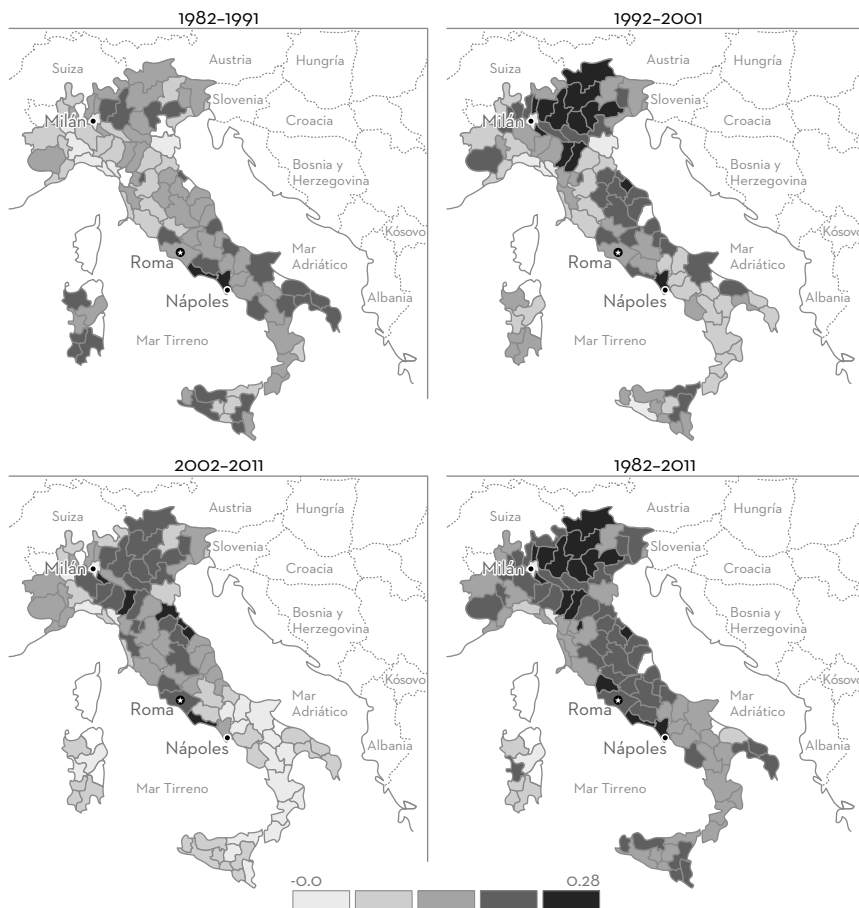 1982–1991
Suiza
Austria
Hungría
Eslovenia
Milán
Croacia
Bosnia y
Herzegovina
Kósovo
Roma
Mar
Adriático
Nápoles
Albania
Mar Tirreno
1992–2001
Suiza
Austria
Hungría
Slovenia
Milán
Croacia
Bosnia y
Herzegovina
Kósovo
Roma
Mar
Adriático
Nápoles
Albania
Mar Tirreno
2002–2011
Suiza
Austria
Hungría
Slovenia
Milán
Croacia
Bosnia y
Herzegovina
Kósovo
Roma
Mar
Adriático
Nápoles
Albania
Mar Tirreno
1982–2011
Suiza
Austria
Hungría
Slovenia
Milán
Croacia
Bosnia y
Herzegovina
Kósovo
Roma
Mar
Adriático
Nápoles
Albania
Mar Tirreno
-0.0
0.28